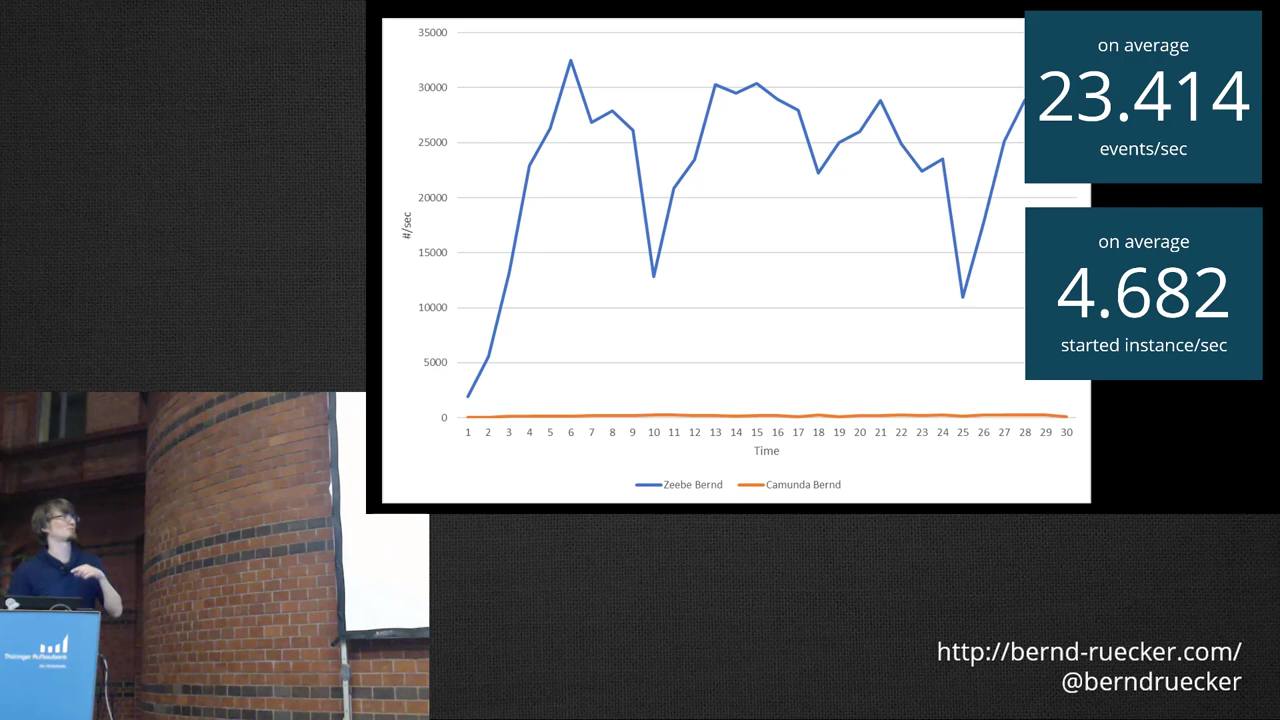 35000
30000
25000
20000
15000
10000
5000
0
#/sec
1 2 3 4 5 6 7 8 9 10 11 12 13 14 15 16 17 18 19 20 21 22 23 24 25 26 27 28 29 30
Time
Zeebe Bernd Camunda Bernd
on average
23.414
events/sec
on average
4.682
started instance/sec
http://bernd-ruecker.com/
@berndruecker